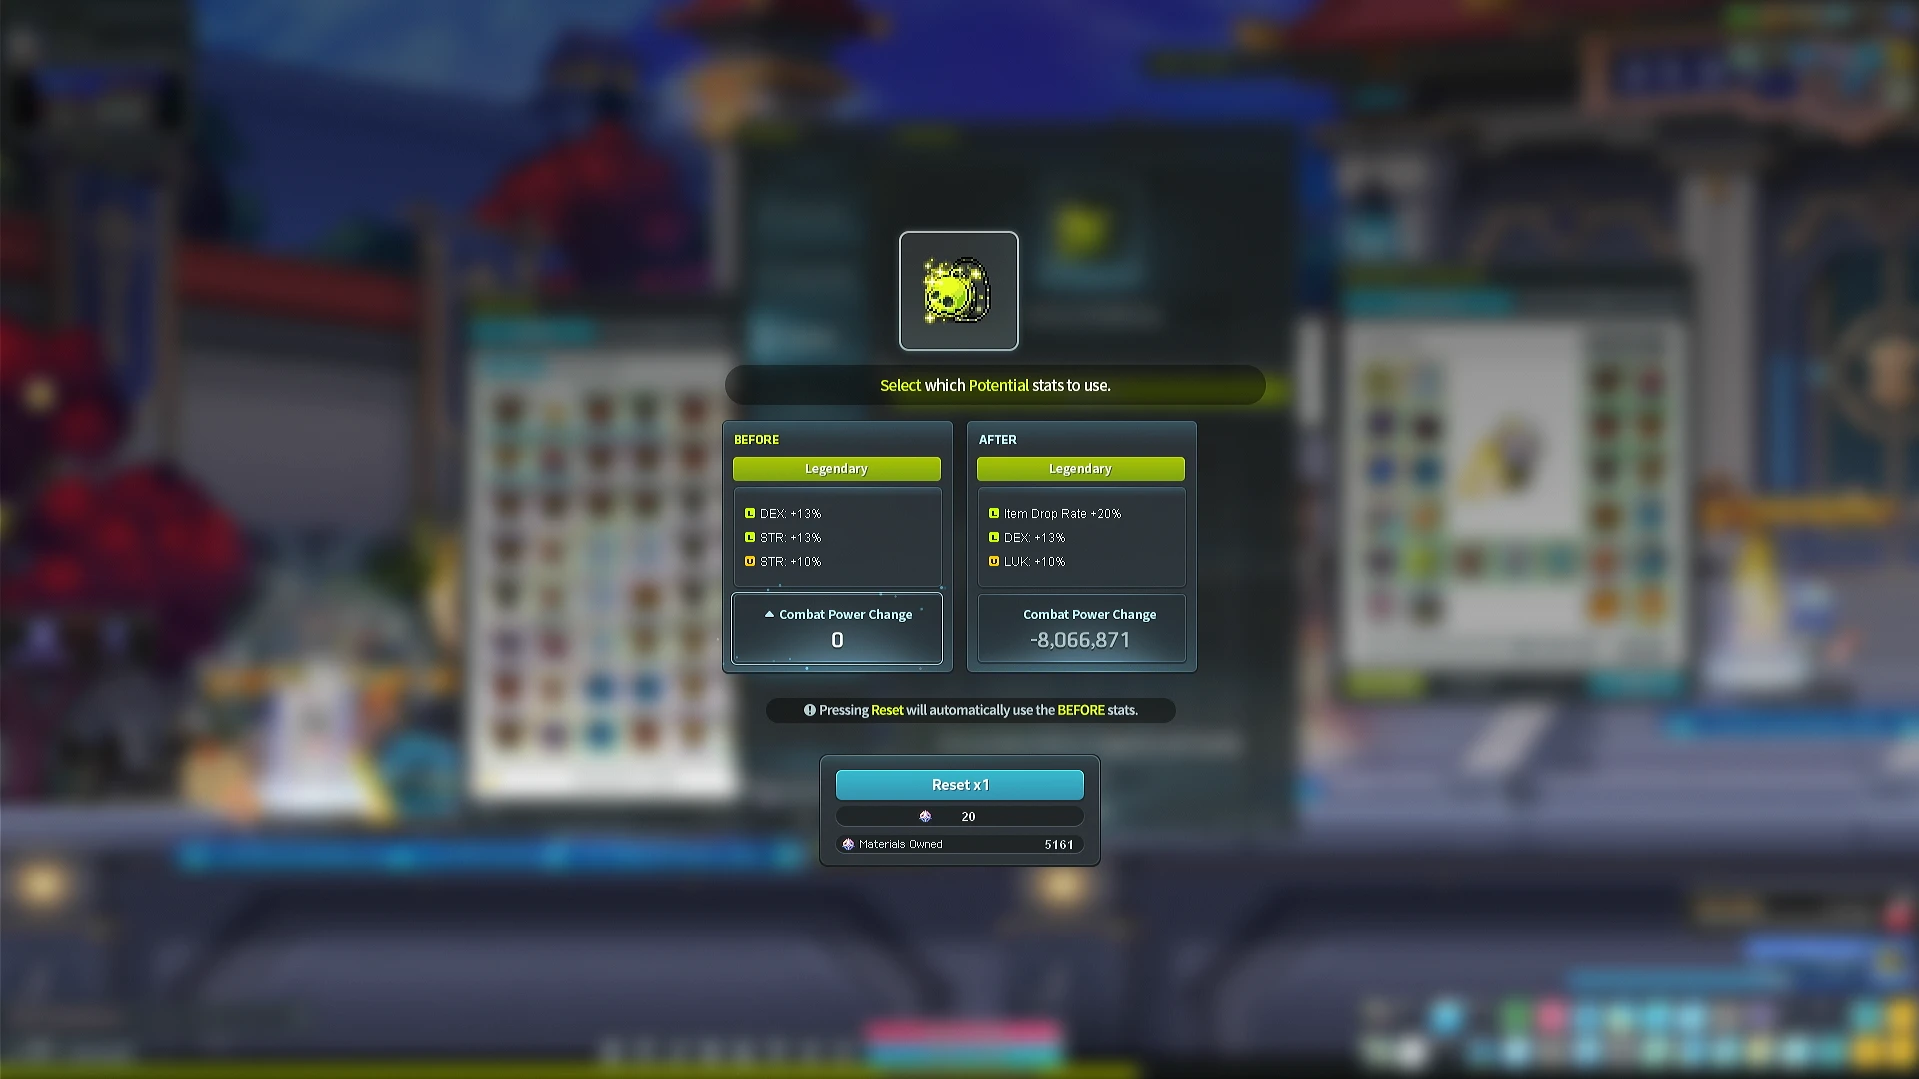 Select which Potential stats to use.
BEFORE
Legendary
L DEX: +13%
L STR: +13%
U STR: +10%
Combat Power Change
0
AFTER
Legendary
L Item Drop Rate +20%
L DEX: +13%
U LUK: +10%
Combat Power Change
-8,066,871
Pressing Reset will automatically use the BEFORE stats.
Reset x1
20
Materials Owned 5161